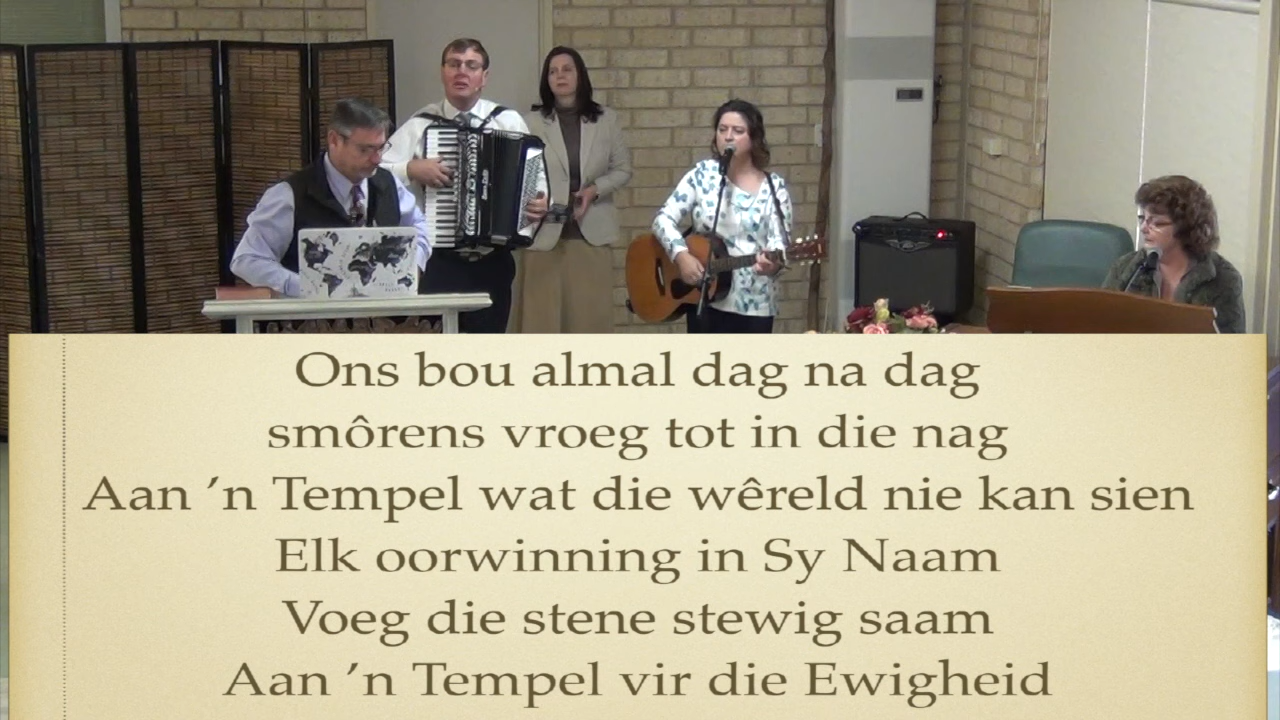 Ons bou almal dag na dag
smôrens vroeg tot in die nag
Aan ’n Tempel wat die wêreld nie kan sien
Elk oorwinning in Sy Naam
Voeg die stene stewig saam
Aan ’n Tempel vir die Ewigheid